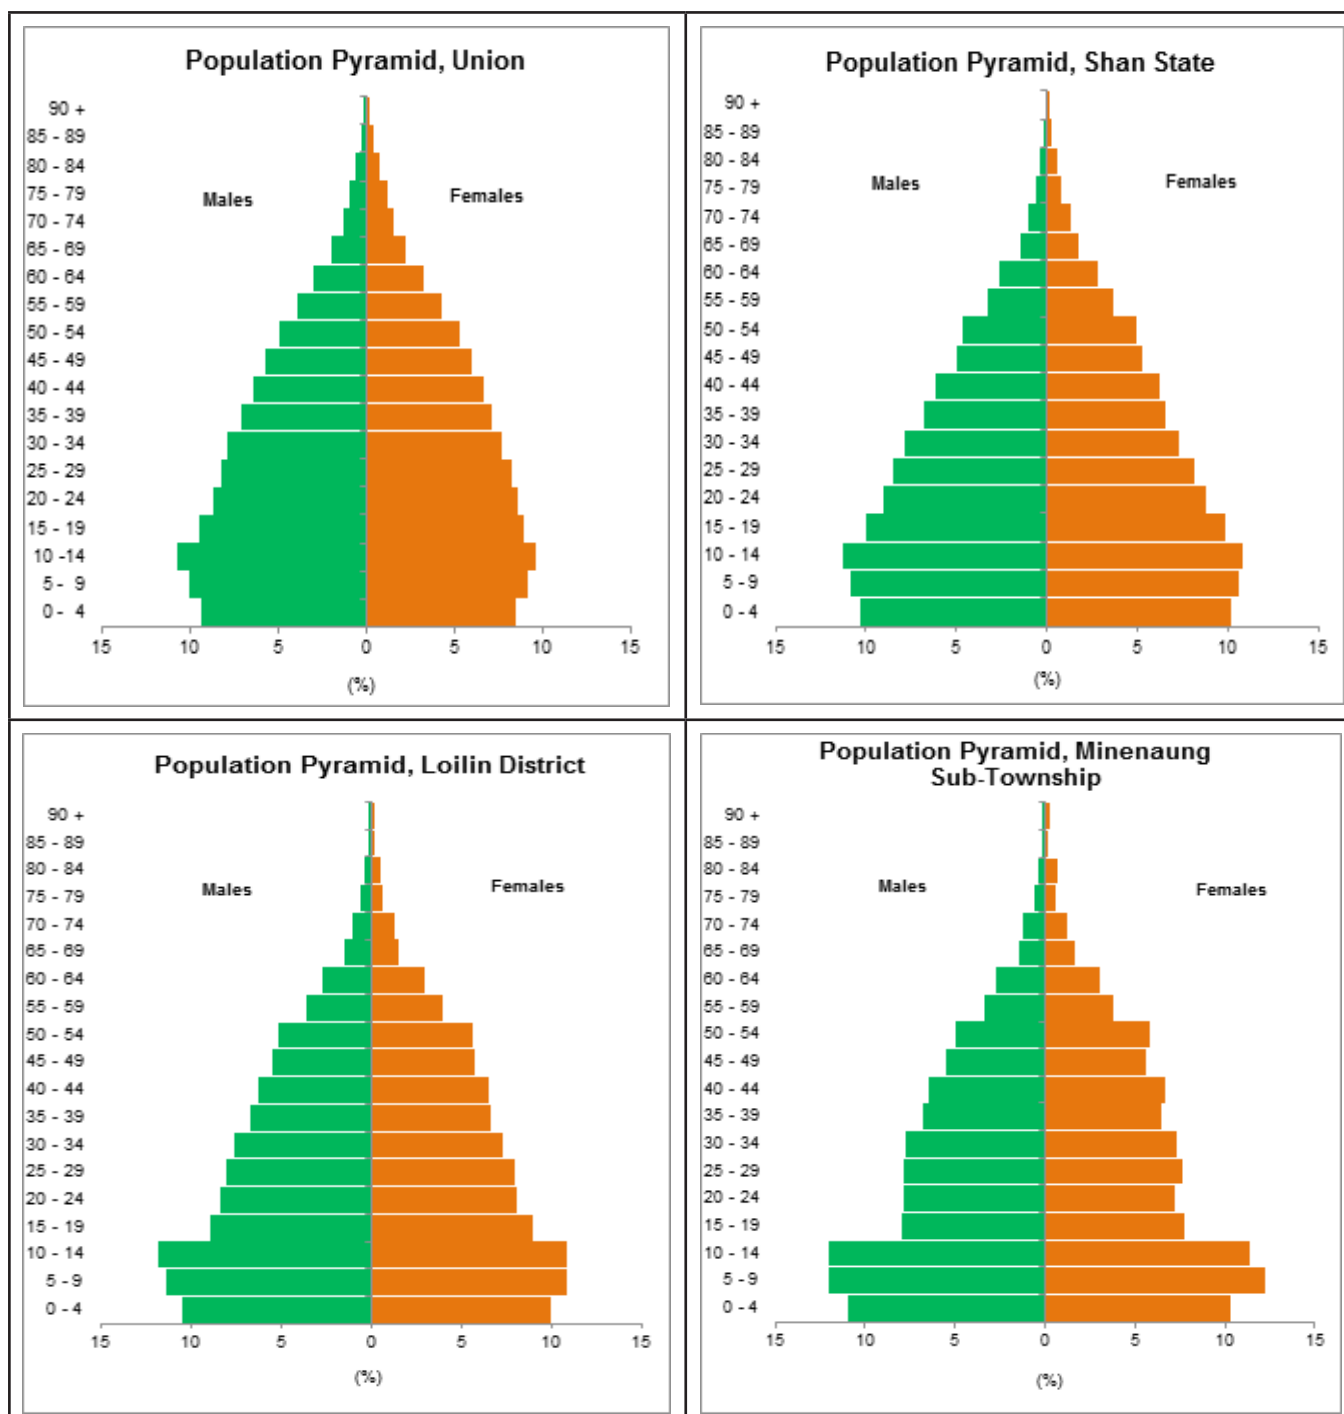 Population Pyramid, Union
90 +
85 - 89
80 - 84
75 - 79
70 - 74
65 - 69
60 - 64
55 - 59
50 - 54
45 - 49
40 - 44
35 - 39
30 - 34
25 - 29
20 - 24
15 - 19
10 -14
5 - 9
0 - 4
Males
Females
15 10 5 0 5 10 15
(%)
Population Pyramid, Shan State
90 +
85 - 89
80 - 84
75 - 79
70 - 74
65 - 69
60 - 64
55 - 59
50 - 54
45 - 49
40 - 44
35 - 39
30 - 34
25 - 29
20 - 24
15 - 19
10 - 14
5 - 9
0 - 4
Males
Females
15 10 5 0 5 10 15
(%)
Population Pyramid, Loilin District
90 +
85 - 89
80 - 84
75 - 79
70 - 74
65 - 69
60 - 64
55 - 59
50 - 54
45 - 49
40 - 44
35 - 39
30 - 34
25 - 29
20 - 24
15 - 19
10 - 14
5 - 9
0 - 4
Males
Females
15 10 5 0 5 10 15
(%)
Population Pyramid, Minenaung
Sub-Township
90 +
85 - 89
80 - 84
75 - 79
70 - 74
65 - 69
60 - 64
55 - 59
50 - 54
45 - 49
40 - 44
35 - 39
30 - 34
25 - 29
20 - 24
15 - 19
10 - 14
5 - 9
0 - 4
Males
Females
15 10 5 0 5 10 15
(%)